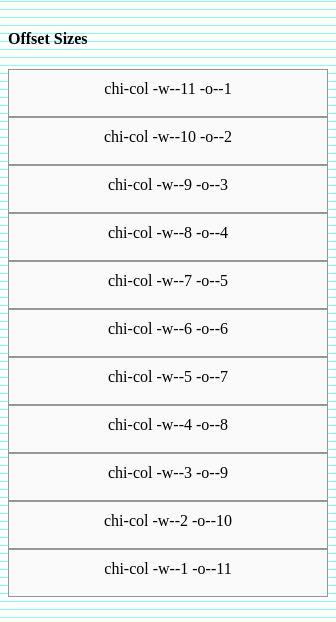 Offset Sizes
chi-col -w--11 -o--1
chi-col -w--10 -o--2
chi-col -w--9 -o--3
chi-col -w--8 -o--4
chi-col -w--7 -o--5
chi-col -w--6 -o--6
chi-col -w--5 -o--7
chi-col -w--4 -o--8
chi-col -w--3 -o--9
chi-col -w--2 -o--10
chi-col -w--1 -o--11